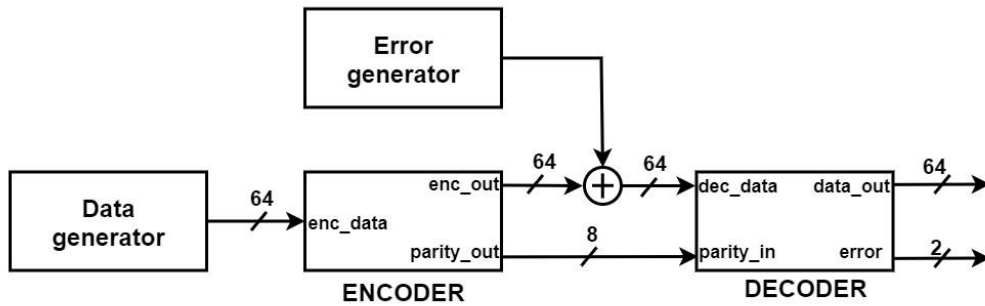 Error
generator
Data
generator
64
enc_data
enc_out
parity_out
ENCODER
64
64
8
dec_data
data_out
parity_in
error
DECODER
64
2